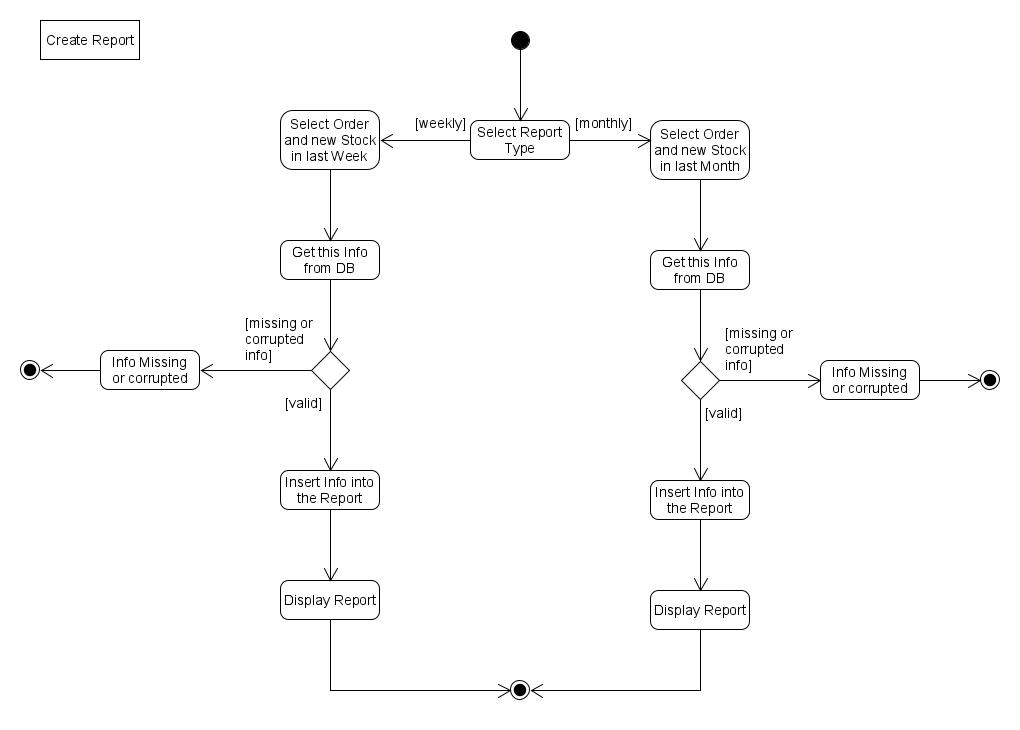 Create Report
[weekly]
[monthly]
Select Report
Type
Select Order
and new Stock
in last Week
Select Order
and new Stock
in last Month
Get this Info
from DB
Get this Info
from DB
[missing or
corrupted
info]
[missing or
corrupted
info]
Info Missing
or corrupted
Info Missing
or corrupted
[valid]
[valid]
Insert Info into
the Report
Insert Info into
the Report
Display Report
Display Report